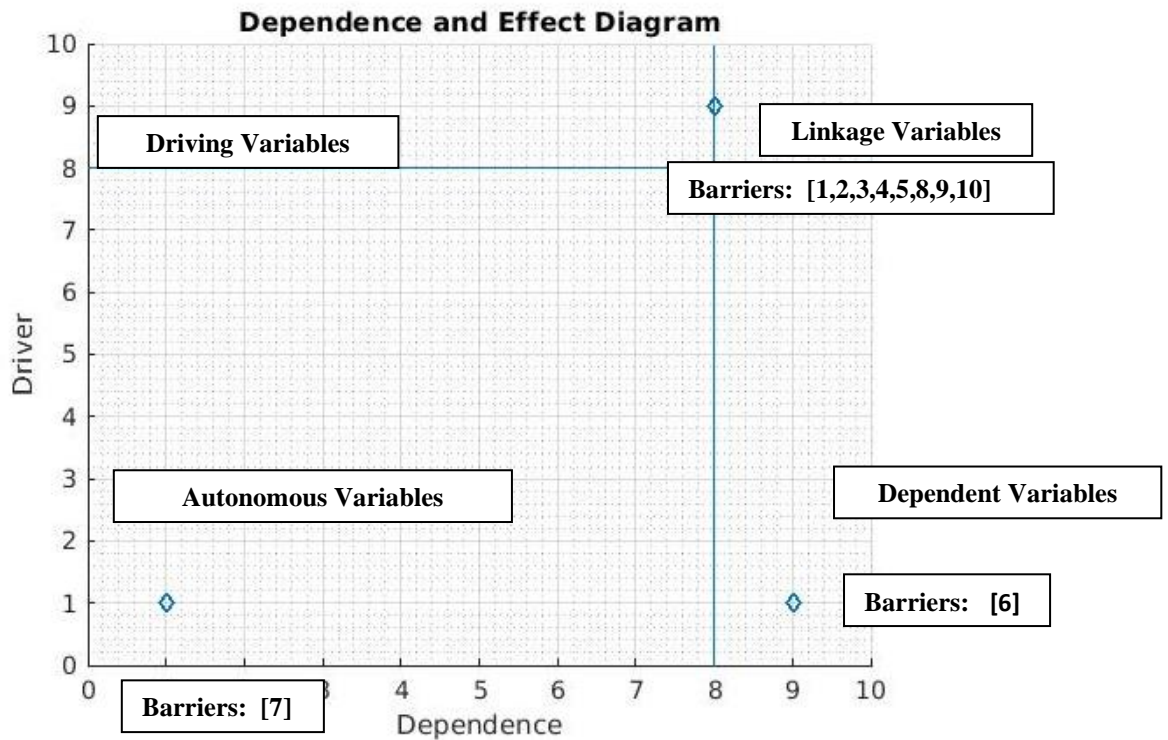 Dependence and Effect Diagram
10
9
Linkage Variables
Driving Variables
8
Barriers: [1,2,3,4,5,8,9,10]
7
6
5
Driver
4
3
Autonomous Variables
Dependent Variables
2
1
Barriers: [6]
0
0 3 4 5 6 7 8 9 10
Barriers: [7]
Dependence